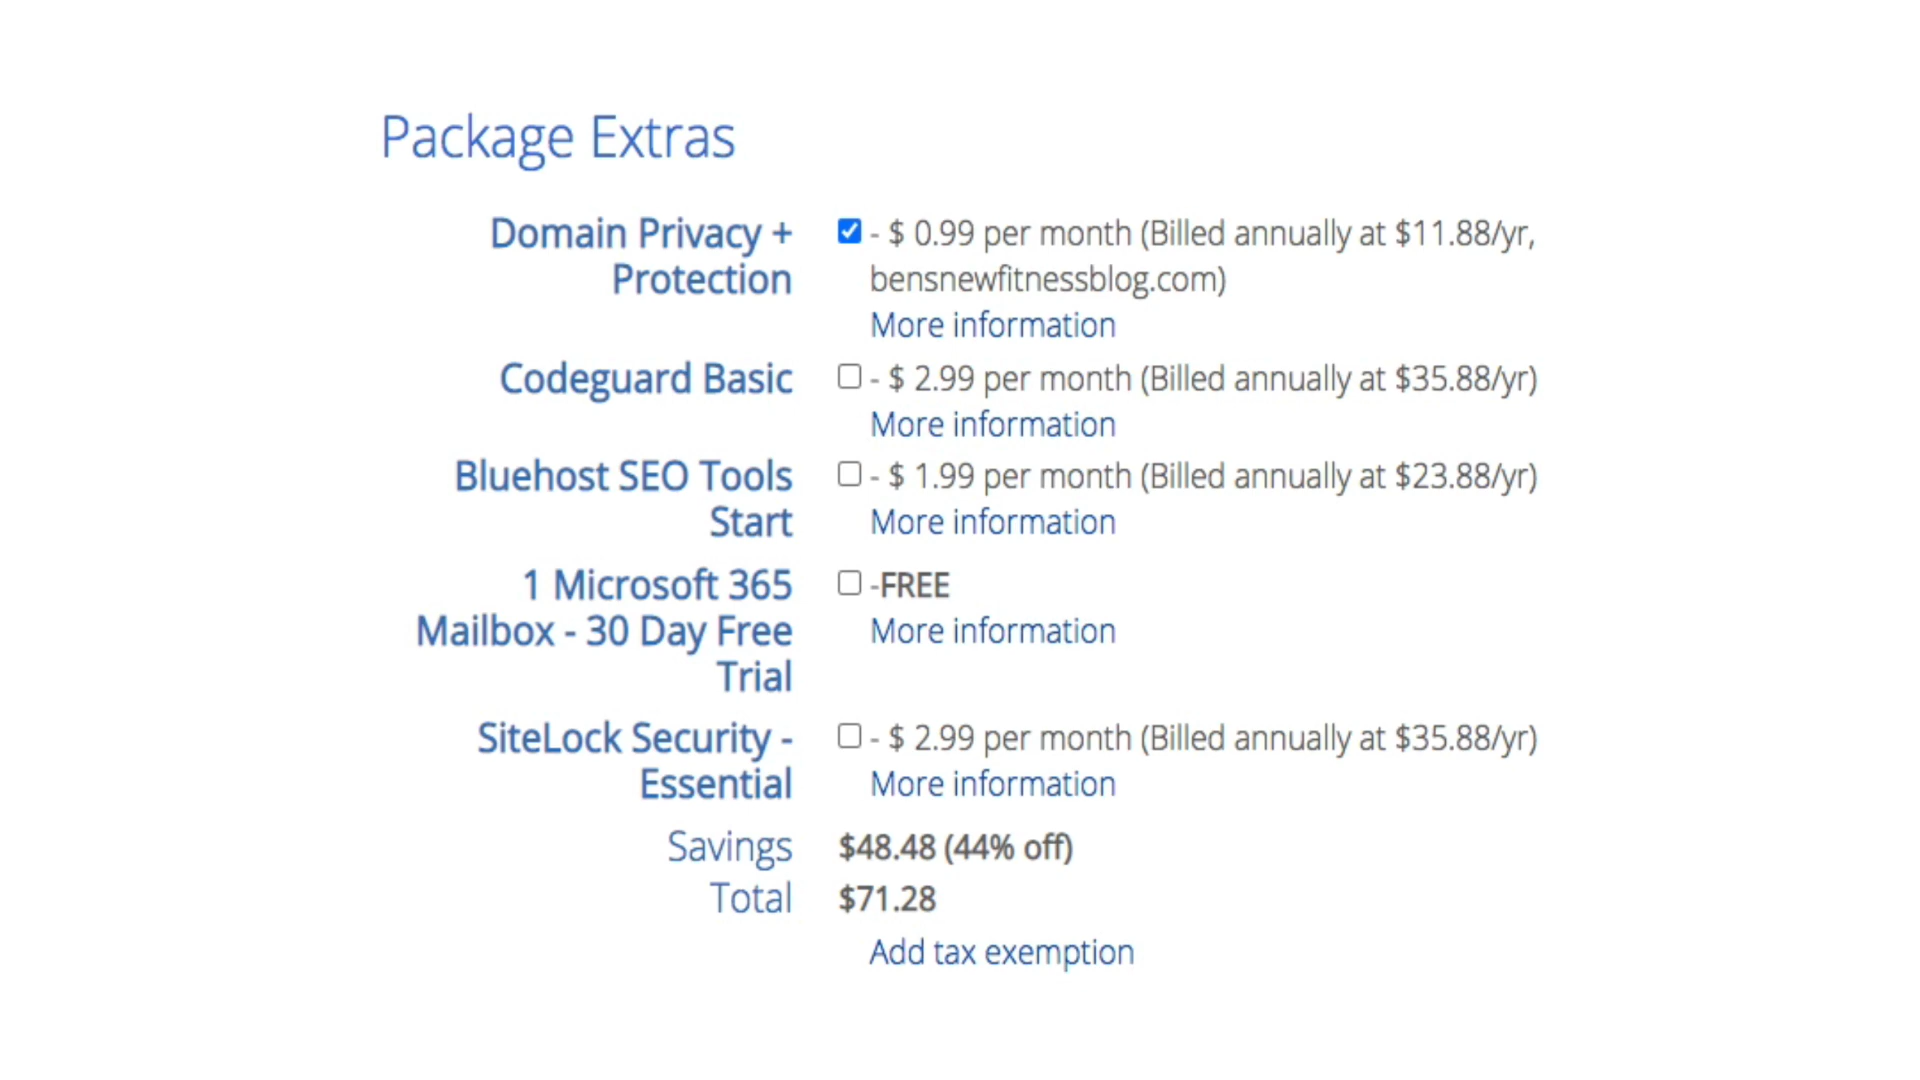 Package Extras
Domain Privacy +
Protection
- $ 0.99 per month (Billed annually at $11.88/yr,
bensnewfitnessblog.com)
More information
Codeguard Basic
- $ 2.99 per month (Billed annually at $35.88/yr)
More information
Bluehost SEO Tools
Start
- $ 1.99 per month (Billed annually at $23.88/yr)
More information
1 Microsoft 365
Mailbox - 30 Day Free
Trial
-FREE
More information
SiteLock Security -
Essential
- $ 2.99 per month (Billed annually at $35.88/yr)
More information
Savings
$48.48 (44% off)
Total
$71.28
Add tax exemption